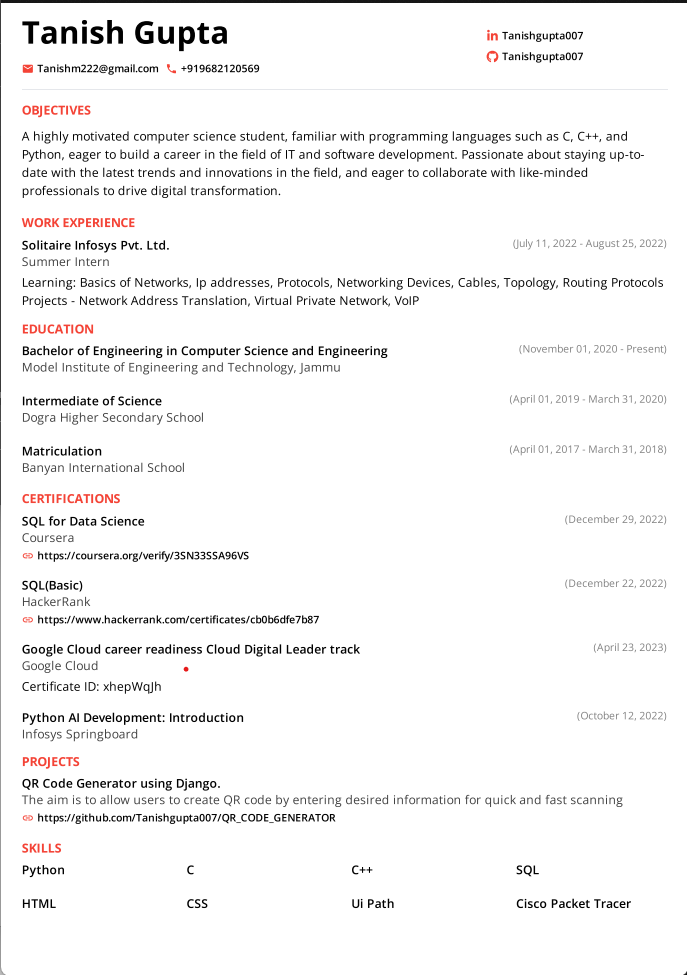 Tanish Gupta
Tanishm222@gmail.com +919682120569
Tanishgupta007
Tanishgupta007
OBJECTIVES
A highly motivated computer science student, familiar with programming languages such as C, C++, and
Python, eager to build a career in the field of IT and software development. Passionate about staying up-to-
date with the latest trends and innovations in the field, and eager to collaborate with like-minded
professionals to drive digital transformation.
WORK EXPERIENCE
Solitaire Infosys Pvt. Ltd. (July 11, 2022 - August 25, 2022)
Summer Intern
Learning: Basics of Networks, Ip addresses, Protocols, Networking Devices, Cables, Topology, Routing Protocols
Projects - Network Address Translation, Virtual Private Network, VoIP
EDUCATION
Bachelor of Engineering in Computer Science and Engineering (November 01, 2020 - Present)
Model Institute of Engineering and Technology, Jammu
Intermediate of Science (April 01, 2019 - March 31, 2020)
Dogra Higher Secondary School
Matriculation (April 01, 2017 - March 31, 2018)
Banyan International School
CERTIFICATIONS
SQL for Data Science (December 29, 2022)
Coursera
https://coursera.org/verify/3SN33SSA96VS
SQL(Basic) (December 22, 2022)
HackerRank
https://www.hackerrank.com/certificates/cb0b6dfe7b87
Google Cloud career readiness Cloud Digital Leader track (April 23, 2023)
Google Cloud
Certificate ID: xhepWqJh
Python AI Development: Introduction (October 12, 2022)
Infosys Springboard
PROJECTS
QR Code Generator using Django.
The aim is to allow users to create QR code by entering desired information for quick and fast scanning
https://github.com/Tanishgupta007/QR_CODE_GENERATOR
SKILLS
Python C C++ SQL
HTML CSS Ui Path Cisco Packet Tracer